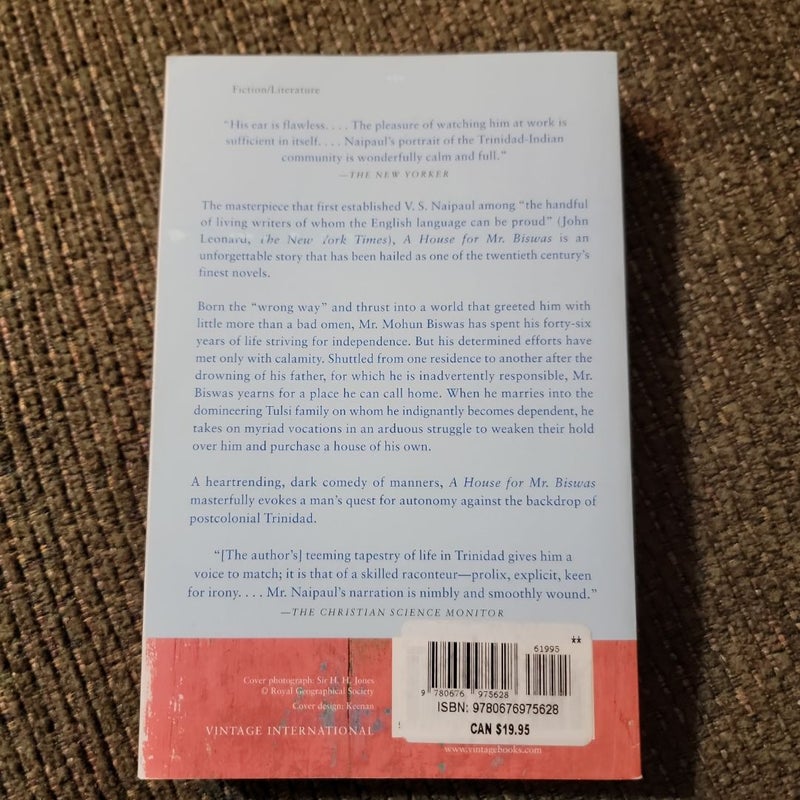 Fiction/Literature
“His ear is flawless. . . . The pleasure of watching him at work is
sufficient in itself. . . . Naipaul’s portrait of the Trinidad-Indian
community is wonderfully calm and full.”
—THE NEW YORKER
The masterpiece that first established V. S. Naipaul among “the handful
of living writers of whom the English language can be proud” (John
Leonard, The New York Times), A House for Mr. Biswas is an
unforgettable story that has been hailed as one of the twentieth century’s
finest novels.
Born the “wrong way” and thrust into a world that greeted him with
little more than a bad omen, Mr. Mohun Biswas has spent his forty-six
years of life striving for independence. But his determined efforts have
met only with calamity. Shuttled from one residence to another after the
drowning of his father, for which he is inadvertently responsible, Mr.
Biswas yearns for a place he can call home. When he marries into the
domineering Tulsi family on whom he indignantly becomes dependent, he
takes on myriad vocations in an arduous struggle to weaken their hold
over him and purchase a house of his own.
A heartrending, dark comedy of manners, A House for Mr. Biswas
masterfully evokes a man’s quest for autonomy against the backdrop of
postcolonial Trinidad.
“[The author’s] teeming tapestry of life in Trinidad gives him a
voice to match; it is that of a skilled raconteur—prolix, explicit, keen
for irony. . . . Mr. Naipaul’s narration is nimbly and smoothly wound.”
—THE CHRISTIAN SCIENCE MONITOR
Cover photograph: Sir H. H. Jones
© Royal Geographical Society
Cover design: Keenan
VINTAGE INTERNATIONAL
**
61995
9 780676 975628
ISBN: 9780676975628
CAN $19.95
www.vintagebooks.com